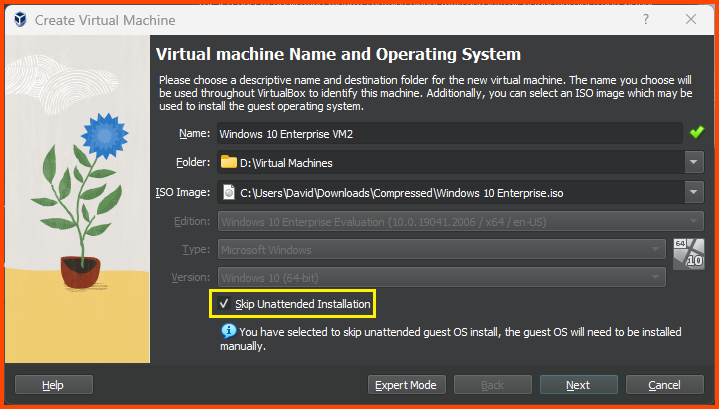 Create Virtual Machine
Virtual machine Name and Operating System
Please choose a descriptive name and destination folder for the new virtual machine. The name you choose will
be used throughout VirtualBox to identify this machine. Additionally, you can select an ISO image which may be
used to install the guest operating system.
Name: Windows 10 Enterprise VM2
Folder: D:\Virtual Machines
ISO Image: C:\Users\David\Downloads\Compressed\Windows 10 Enterprise.iso
Edition: Windows 10 Enterprise Evaluation (10.0.19041.2006 / x64 / en-US)
Type: Microsoft Windows
64
Version: Windows 10 (64-bit)
10
Skip Unattended Installation
You have selected to skip unattended guest OS install, the guest OS will need to be installed
manually.
Help Expert Mode Back Next Cancel